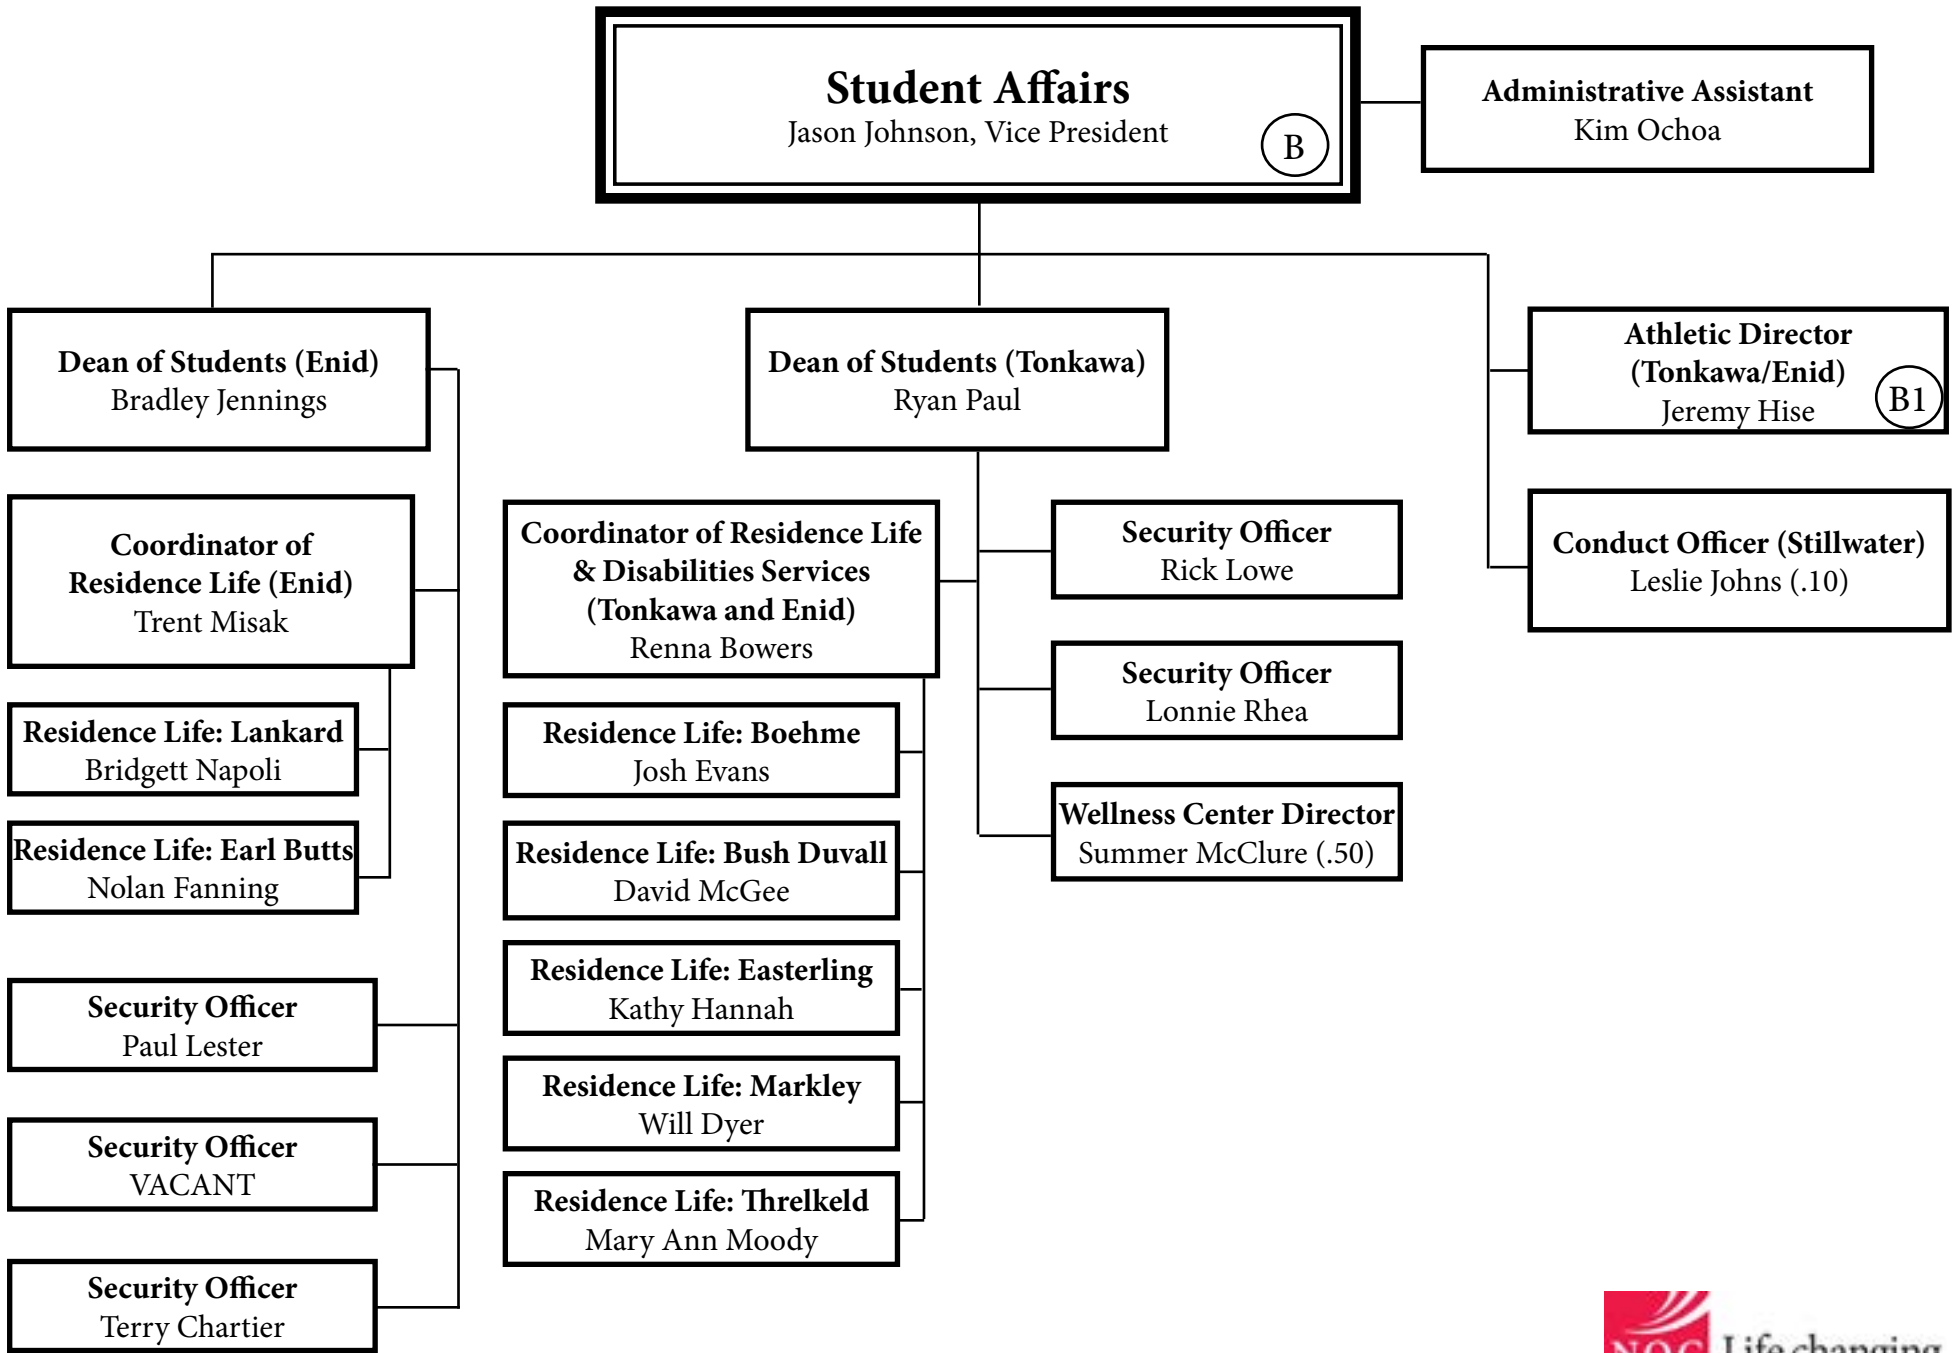 Student Affairs
Jason Johnson, Vice President
B
Administrative Assistant
Kim Ochoa
Dean of Students (Enid)
Bradley Jennings
Coordinator of
Residence Life (Enid)
Trent Misak
Residence Life: Lankard
Bridgett Napoli
Residence Life: Earl Butts
Nolan Fanning
Security Officer
Paul Lester
Security Officer
VACANT
Security Officer
Terry Chartier
Dean of Students (Tonkawa)
Ryan Paul
Coordinator of Residence Life
& Disabilities Services
(Tonkawa and Enid)
Renna Bowers
Residence Life: Boehme
Josh Evans
Residence Life: Bush Duvall
David McGee
Residence Life: Easterling
Kathy Hannah
Residence Life: Markley
Will Dyer
Residence Life: Threlkeld
Mary Ann Moody
Security Officer
Rick Lowe
Security Officer
Lonnie Rhea
Wellness Center Director
Summer McClure (.50)
Athletic Director
(Tonkawa/Enid)
Jeremy Hise
B1
Conduct Officer (Stillwater)
Leslie Johns (.10)
NOC
Life changing